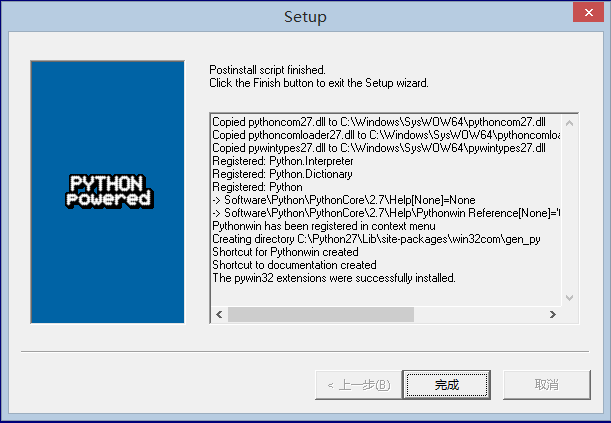 Setup
Postinstall script finished.
Click the Finish button to exit the Setup wizard.
PYTHON
powered
Copied pythoncom27.dll to C:\Windows\SysWOW64\pythoncom27.dll
Copied pythoncomloader27.dll to C:\Windows\SysWOW64\pythoncomloa
Copied pywintypes27.dll to C:\Windows\SysWOW64\pywintypes27.dll
Registered: Python.Interpreter
Registered: Python.Dictionary
Registered: Python
-> Software\Python\PythonCore\2.7\Help[None]=None
-> Software\Python\PythonCore\2.7\Help\Pythonwin Reference[None]='
Pythonwin has been registered in context menu
Creating directory C:\Python27\Lib\site-packages\win32com\gen_py
Shortcut for Pythonwin created
Shortcut to documentation created
The pywin32 extensions were successfully installed.
< 上一步(B)
完成
取消